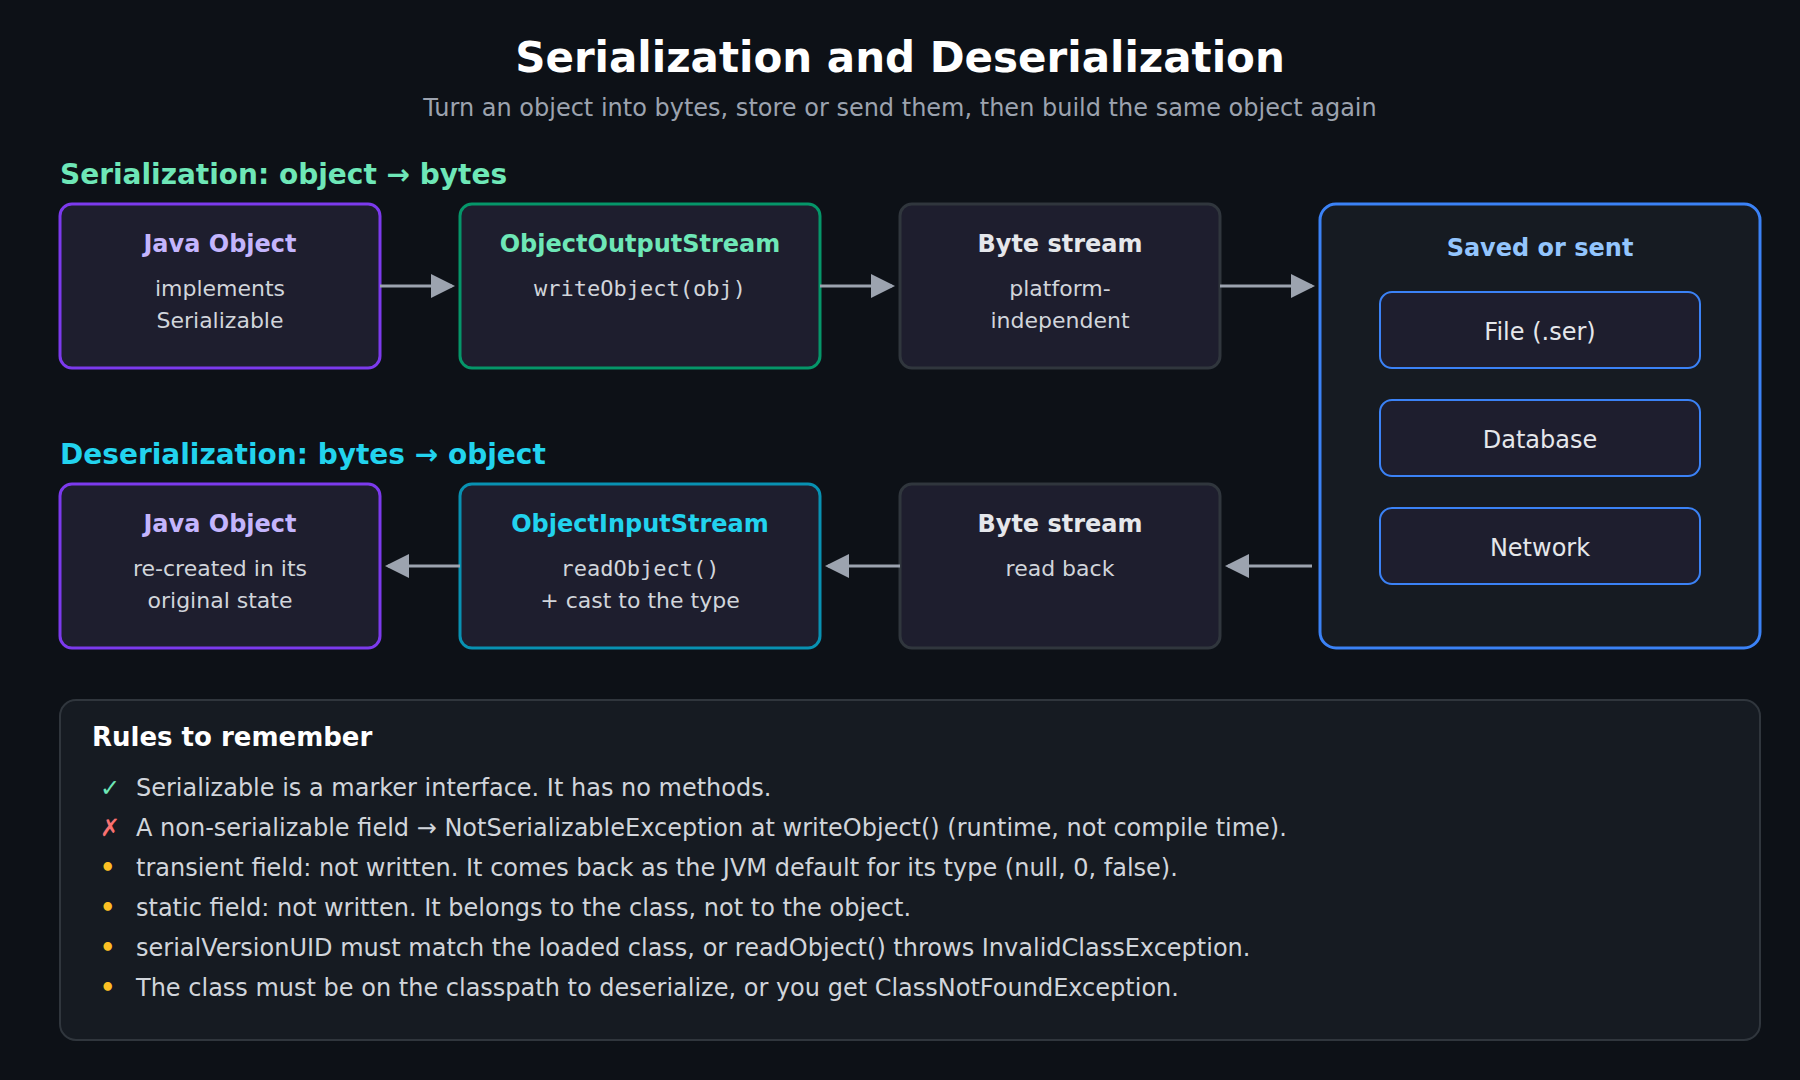 Serialization and Deserialization
Turn an object into bytes, store or send them, then build the same object again
Serialization: object → bytes
Java Object
implements
Serializable
ObjectOutputStream
writeObject(obj)
Byte stream
platform-
independent
Saved or sent
File (.ser)
Database
Network
Deserialization: bytes → object
Java Object
re-created in its
original state
ObjectInputStream
readObject()
+ cast to the type
Byte stream
read back
Rules to remember
✓ Serializable is a marker interface. It has no methods.
✗ A non-serializable field → NotSerializableException at writeObject() (runtime, not compile time).
• transient field: not written. It comes back as the JVM default for its type (null, 0, false).
• static field: not written. It belongs to the class, not to the object.
• serialVersionUID must match the loaded class, or readObject() throws InvalidClassException.
• The class must be on the classpath to deserialize, or you get ClassNotFoundException.